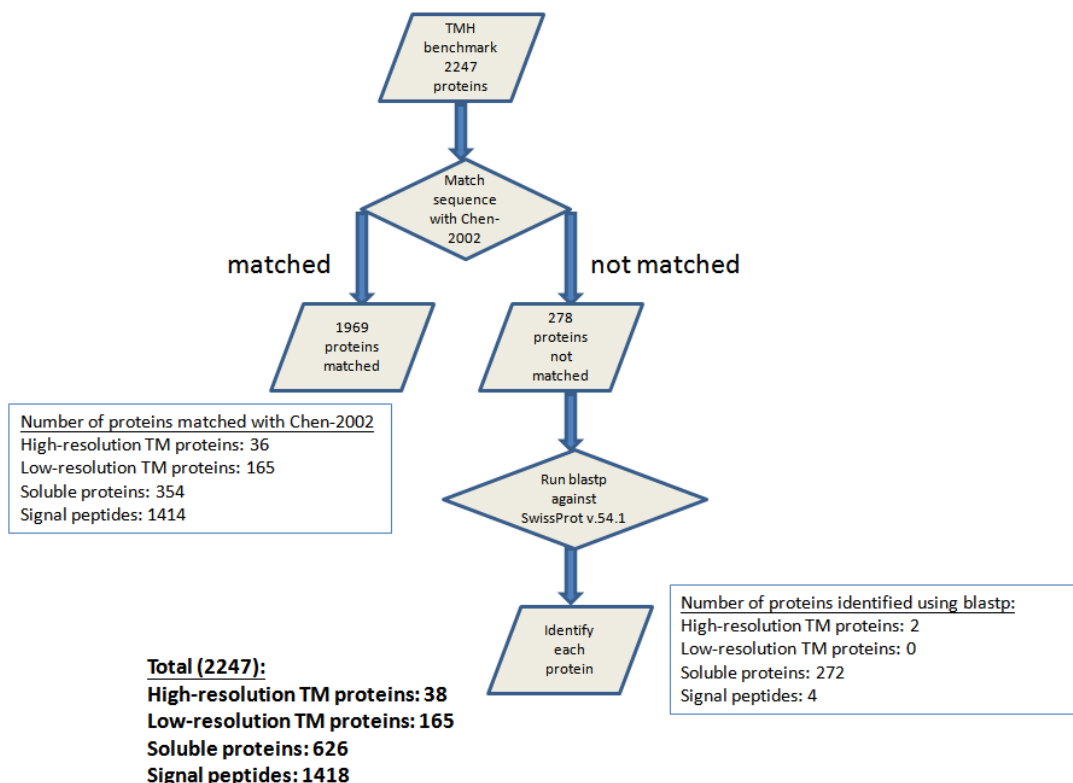 TMH
benchmark
2247
proteins
Match
sequence
with Chen-
2002
matched
not matched
1969
proteins
matched
278
proteins
not
matched
Number of proteins matched with Chen-2002
High-resolution TM proteins: 36
Low-resolution TM proteins: 165
Soluble proteins: 354
Signal peptides: 1414
Run blastp
against
SwissProt v.54.1
Identify
each
protein
Number of proteins identified using blastp:
High-resolution TM proteins: 2
Low-resolution TM proteins: 0
Soluble proteins: 272
Signal peptides: 4
Total (2247):
High-resolution TM proteins: 38
Low-resolution TM proteins: 165
Soluble proteins: 626
Signal peptides: 1418